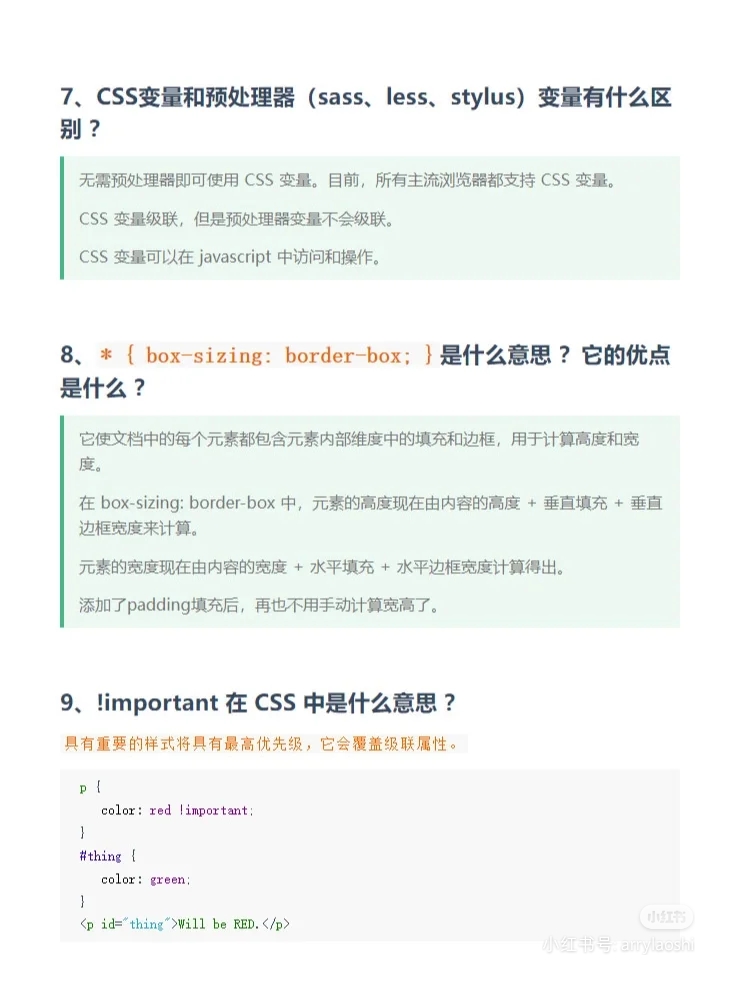 7、CSS变量和预处理器（sass、less、stylus）变量有什么区
别？
无需预处理器即可使用 CSS 变量。目前，所有主流浏览器都支持 CSS 变量。
CSS 变量级联，但是预处理器变量不会级联。
CSS 变量可以在 javascript 中访问和操作。
8、* { box-sizing: border-box; }是什么意思？ 它的优点
是什么？
它使文档中的每个元素都包含元素内部维度中的填充和边框，用于计算高度和宽
度。
在 box-sizing: border-box 中，元素的高度现在由内容的高度 + 垂直填充 + 垂直
边框宽度来计算。
元素的宽度现在由内容的宽度 + 水平填充 + 水平边框宽度计算得出。
添加了padding填充后，再也不用手动计算宽高了。
9、!important 在 CSS 中是什么意思？
具有重要的样式将具有最高优先级，它会覆盖级联属性。
p {
color: red !important;
}
#thing {
color: green;
}
<p id="thing">Will be RED.</p>
小红书
小红书号: arrylaoshi